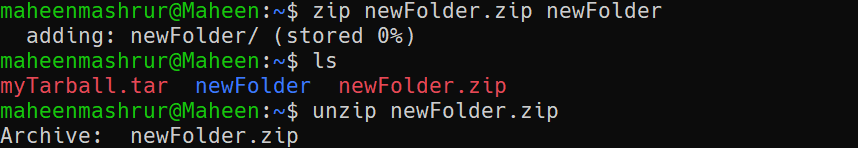 maheenmashrur@Maheen:~$ zip newFolder.zip newFolder
  adding: newFolder/ (stored 0%)
maheenmashrur@Maheen:~$ ls
myTarball.tar  newFolder  newFolder.zip
maheenmashrur@Maheen:~$ unzip newFolder.zip
Archive:  newFolder.zip